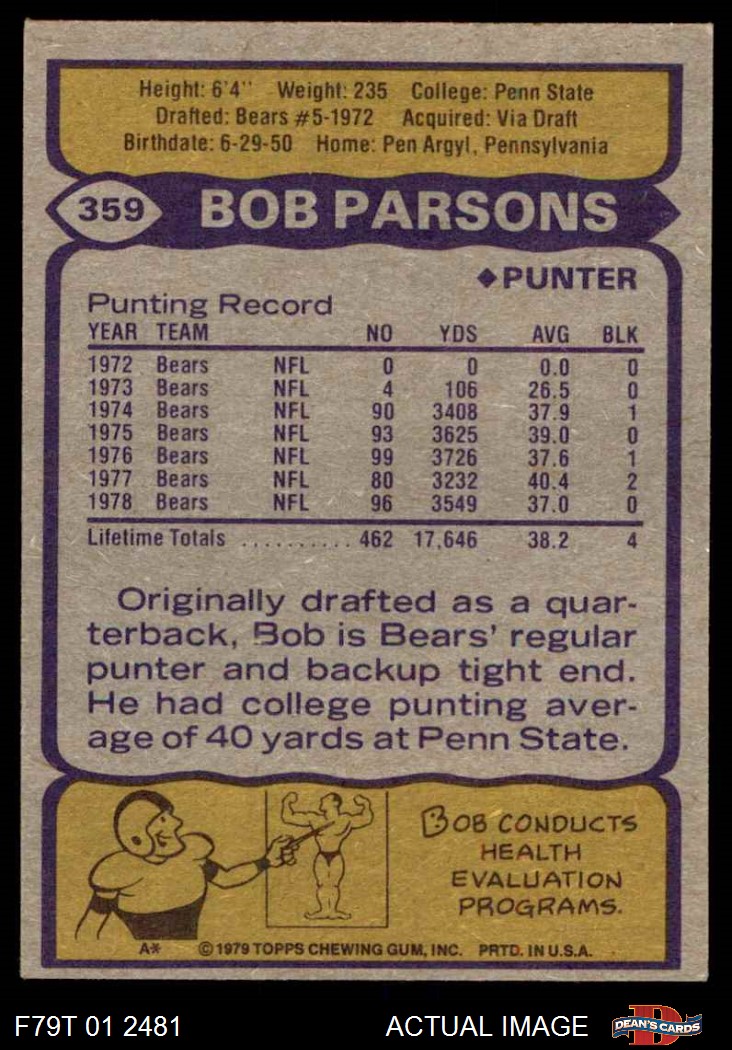 Height: 6'4'' Weight: 235 College: Penn State
Drafted: Bears #5-1972 Acquired: Via Draft
Birthdate: 6-29-50 Home: Pen Argyl, Pennsylvania
359 BOB PARSONS
◆PUNTER
Punting Record
YEAR TEAM NO YDS AVG BLK
1972 Bears NFL 0 0 0.0 0
1973 Bears NFL 4 106 26.5 0
1974 Bears NFL 90 3408 37.9 1
1975 Bears NFL 93 3625 39.0 0
1976 Bears NFL 99 3726 37.6 1
1977 Bears NFL 80 3232 40.4 2
1978 Bears NFL 96 3549 37.0 0
Lifetime Totals .......... 462 17,646 38.2 4
Originally drafted as a quar-
terback, Bob is Bears' regular
punter and backup tight end.
He had college punting aver-
age of 40 yards at Penn State.
BOB CONDUCTS
HEALTH
EVALUATION
PROGRAMS.
A* ©1979 TOPPS CHEWING GUM, INC. PRTD. IN U.S.A.
F79T 01 2481 ACTUAL IMAGE DEAN'S CARDS